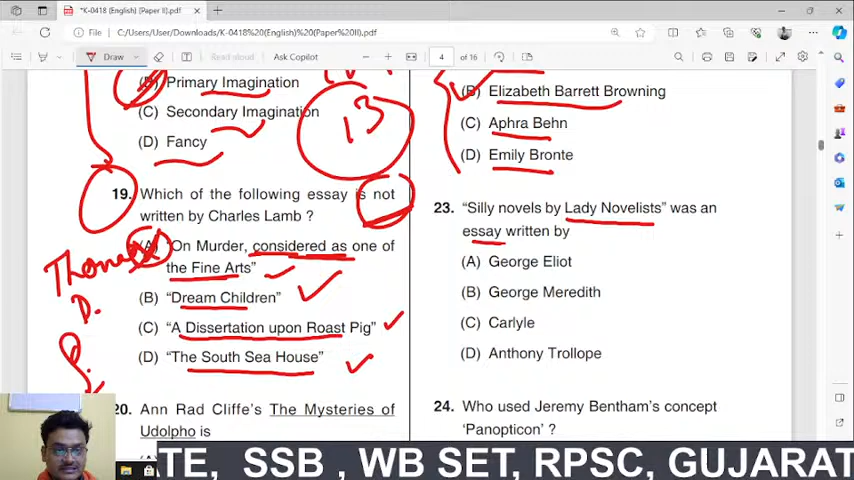 *K-0418 (English) (Paper II).pdf
File
C:/Users/User/Downloads/K-0418%20(English)%20(Paper%20II).pdf
Draw
Read aloud
Ask Copilot
4
of 16
(B) Primary Imagination
(C) Secondary Imagination
(D) Fancy
13
19. Which of the following essay is not
written by Charles Lamb ?
(A) "On Murder, considered as one of
the Fine Arts"
(B) "Dream Children"
(C) "A Dissertation upon Roast Pig"
(D) "The South Sea House"
Thomas
D.
20. Ann Rad Cliffe's The Mysteries of
Udolpho is
(B) Elizabeth Barrett Browning
(C) Aphra Behn
(D) Emily Bronte
23. "Silly novels by Lady Novelists" was an
essay written by
(A) George Eliot
(B) George Meredith
(C) Carlyle
(D) Anthony Trollope
24. Who used Jeremy Bentham's concept
'Panopticon' ?
ATE, SSB , WB SET, RPSC, GUJARAT